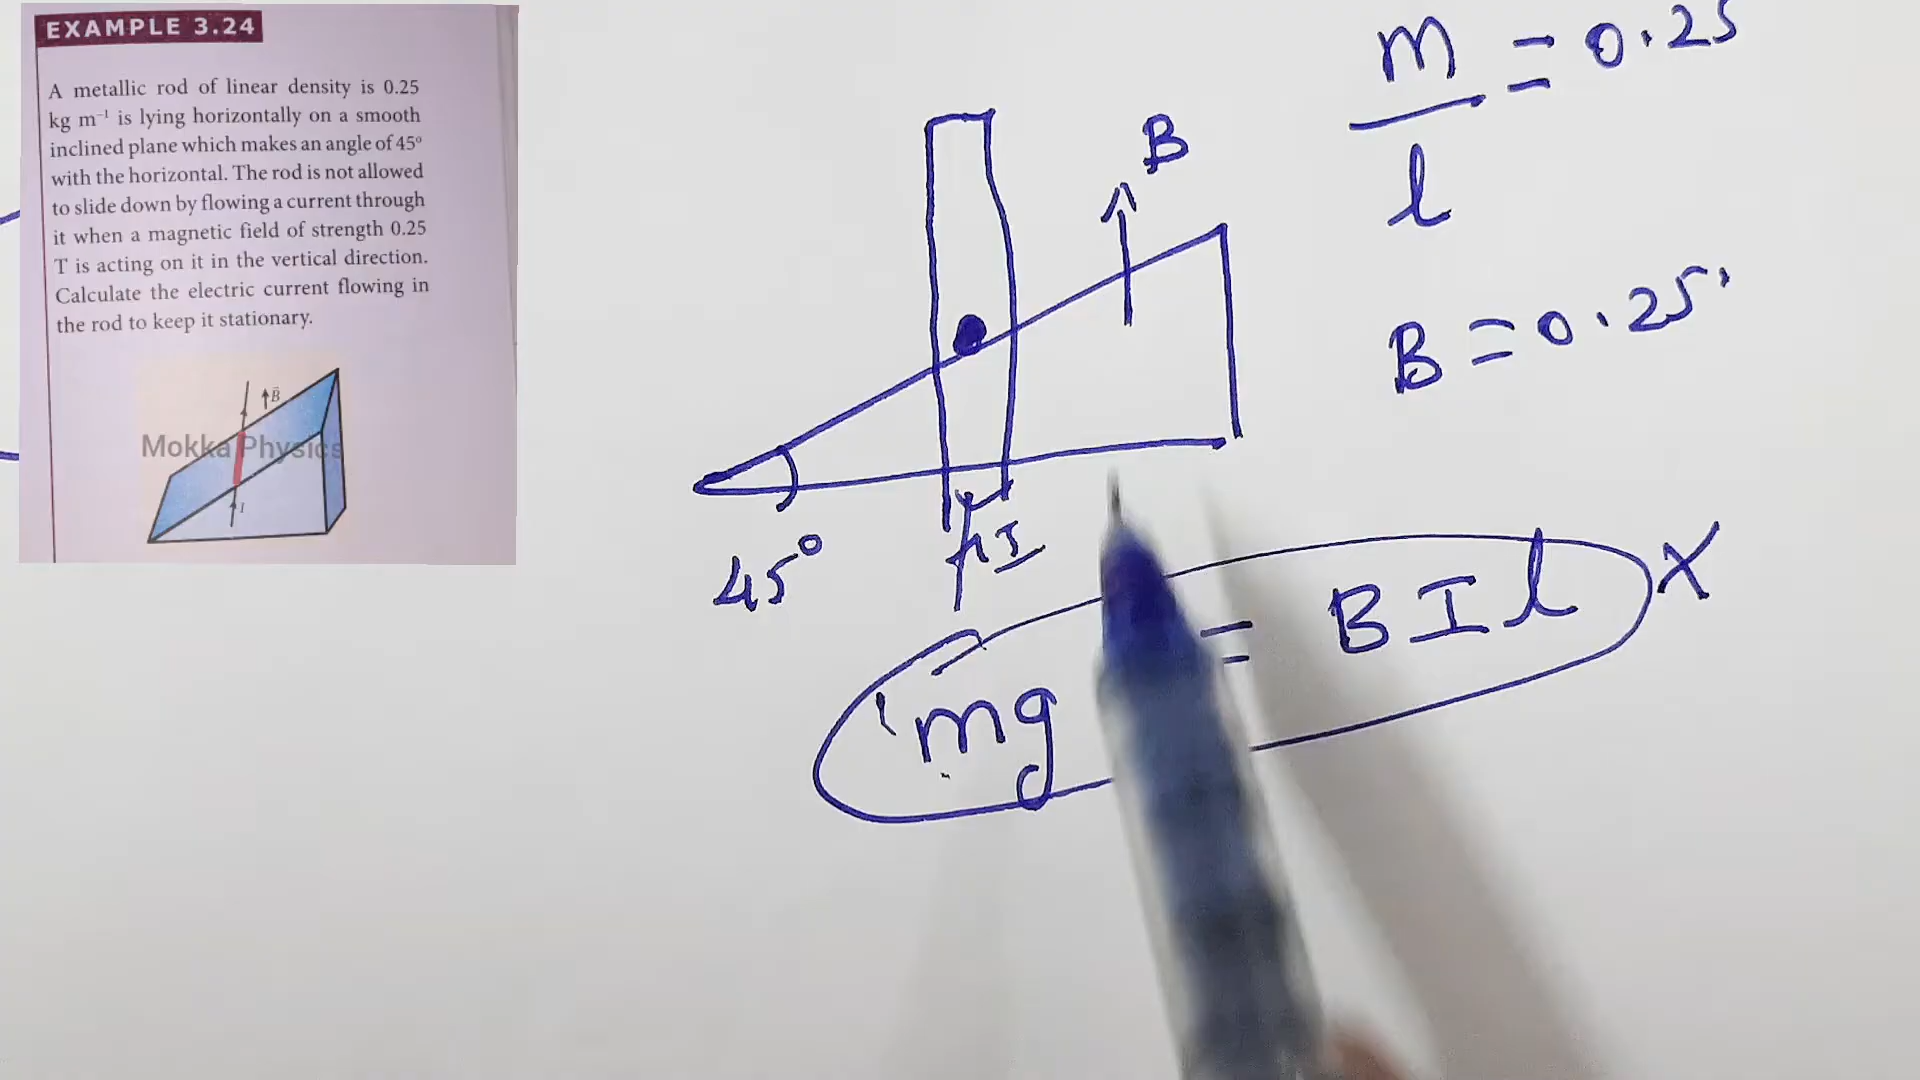 EXAMPLE 3.24
A metallic rod of linear density is 0.25
kg m⁻¹ is lying horizontally on a smooth
inclined plane which makes an angle of 45°
with the horizontal. The rod is not allowed
to slide down by flowing a current through
it when a magnetic field of strength 0.25
T is acting on it in the vertical direction.
Calculate the electric current flowing in
the rod to keep it stationary.
B
Mokka Physics
I
m
= 0.25
l
B
B = 0.25
45°
I
mg = BIl
X